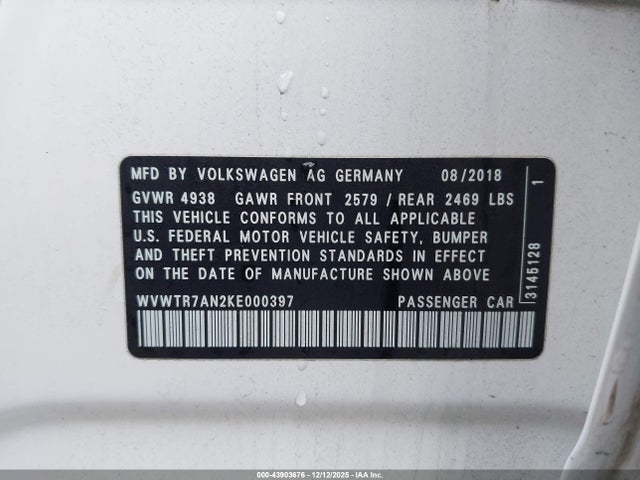 MFD BY VOLKSWAGEN AG GERMANY 08/2018
GVWR 4938 GAWR FRONT 2579 / REAR 2469 LBS
THIS VEHICLE CONFORMS TO ALL APPLICABLE
U.S. FEDERAL MOTOR VEHICLE SAFETY, BUMPER
AND THEFT PREVENTION STANDARDS IN EFFECT
ON THE DATE OF MANUFACTURE SHOWN ABOVE.
WVWTR7AN2KE000397 PASSENGER CAR
3145128 1
000-43903676 • 12/12/2025 • IAA Inc.